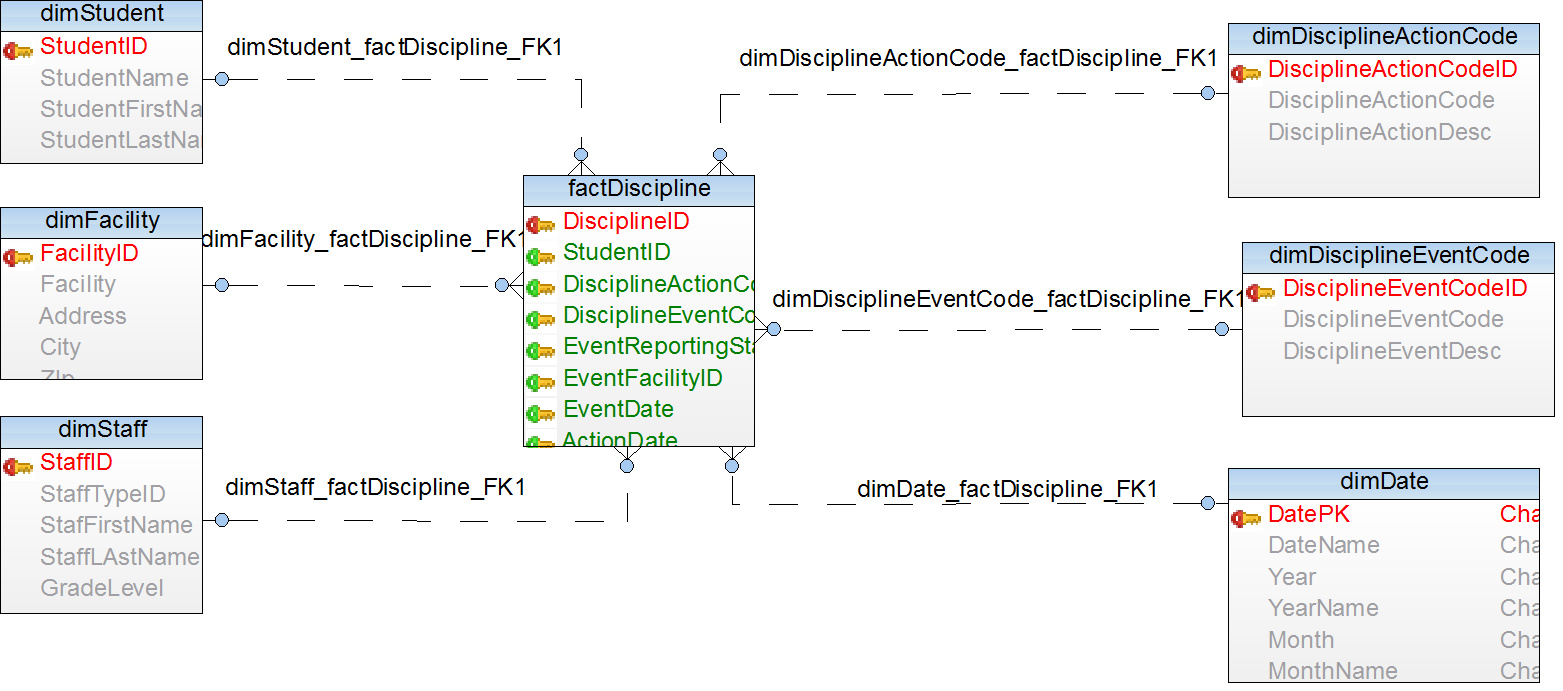 dimStudent
StudentID
StudentName
StudentFirstNa
StudentLastNa
dimStudent_factDiscipline_FK1
dimDisciplineActionCode_factDiscipline_FK1
dimDisciplineActionCode
DisciplineActionCodeID
DisciplineActionCode
DisciplineActionDesc
dimFacility
FacilityID
Facility
Address
City
ZIp
dimFacility_factDiscipline_FK1
factDiscipline
DisciplineID
StudentID
DisciplineActionCo
DisciplineEventCo
EventReportingSta
EventFacilityID
EventDate
ActionDate
dimDisciplineEventCode_factDiscipline_FK1
dimDisciplineEventCode
DisciplineEventCodeID
DisciplineEventCode
DisciplineEventDesc
dimStaff
StaffID
StaffTypeID
StafFirstName
StaffLAstName
GradeLevel
dimStaff_factDiscipline_FK1
dimDate_factDiscipline_FK1
dimDate
DatePK Cha
DateName Cha
Year Cha
YearName Cha
Month Cha
MonthName Cha